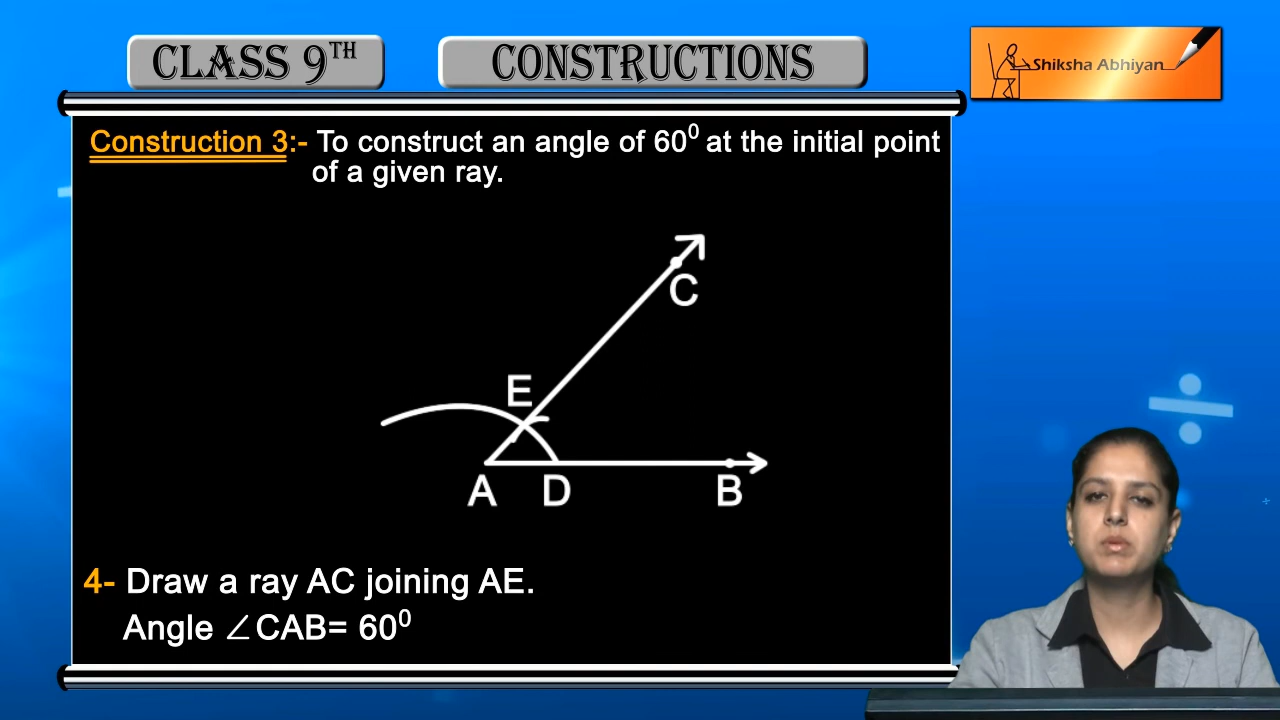 CLASS 9TH
CONSTRUCTIONS
Shiksha Abhiyan
Construction 3:- To construct an angle of 60⁰ at the initial point
of a given ray.
C
E
A D B
4- Draw a ray AC joining AE.
Angle ∠CAB= 60⁰